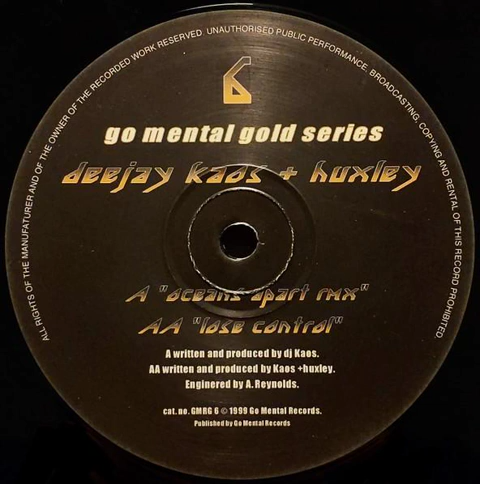 ALL RIGHTS OF THE MANUFATURER AND OF THE OWNER OF THE RECORDED WORK RESERVED. UNAUTHORISED PUBLIC PERFORMANCE, BROADCASTING, COPYING AND RENTAL OF THIS RECORD PROHIBITED.
6
go mental gold series
deejay kaos + huxley
A "oceans apart rmx"
AA "lose control"
A written and produced by dj Kaos.
AA written and produced by Kaos +huxley.
Enginered by A. Reynolds.
cat. no. GMRG 6 © 1999 Go Mental Records.
Published by Go Mental Records